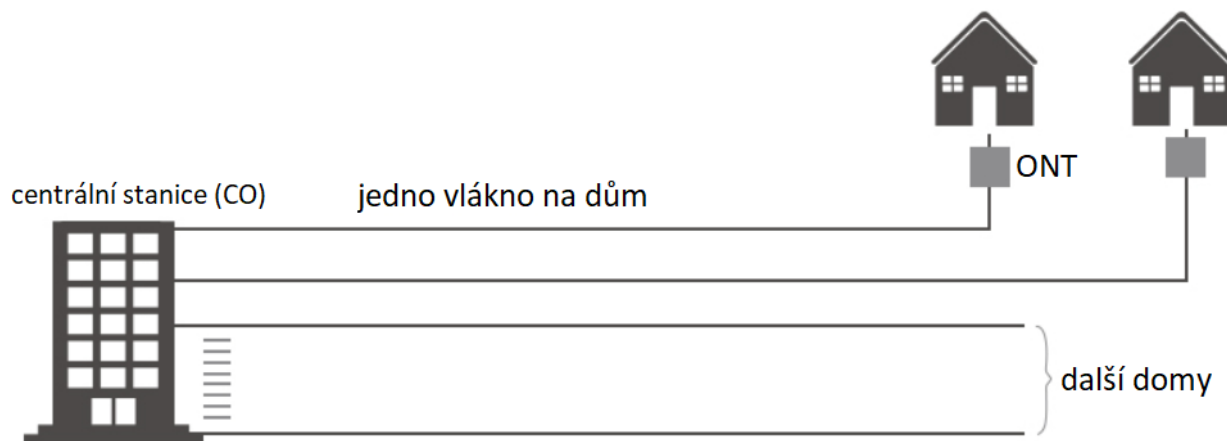 centrální stanice (CO)
jedno vlákno na dům
ONT
další domy